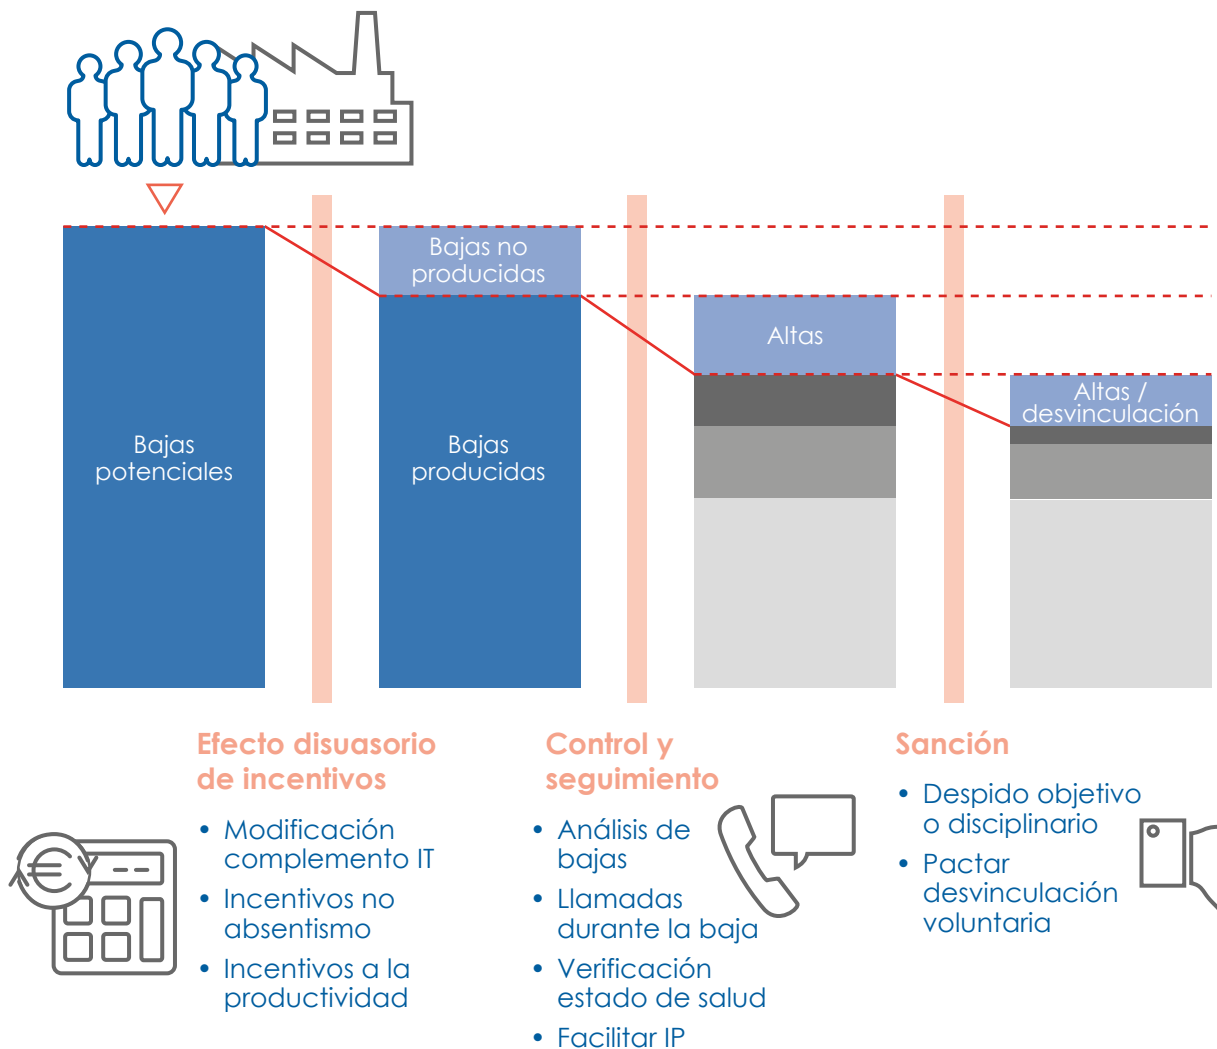 Bajas no
producidas
Altas
Altas /
desvinculación
Bajas
potenciales
Bajas
producidas
Efecto disuasorio
de incentivos
• Modificación
complemento IT
• Incentivos no
absentismo
• Incentivos a la
productividad
Control y
seguimiento
• Análisis de
bajas
• Llamadas
durante la baja
• Verificación
estado de salud
• Facilitar IP
Sanción
• Despido objetivo
o disciplinario
• Pactar
desvinculación
voluntaria